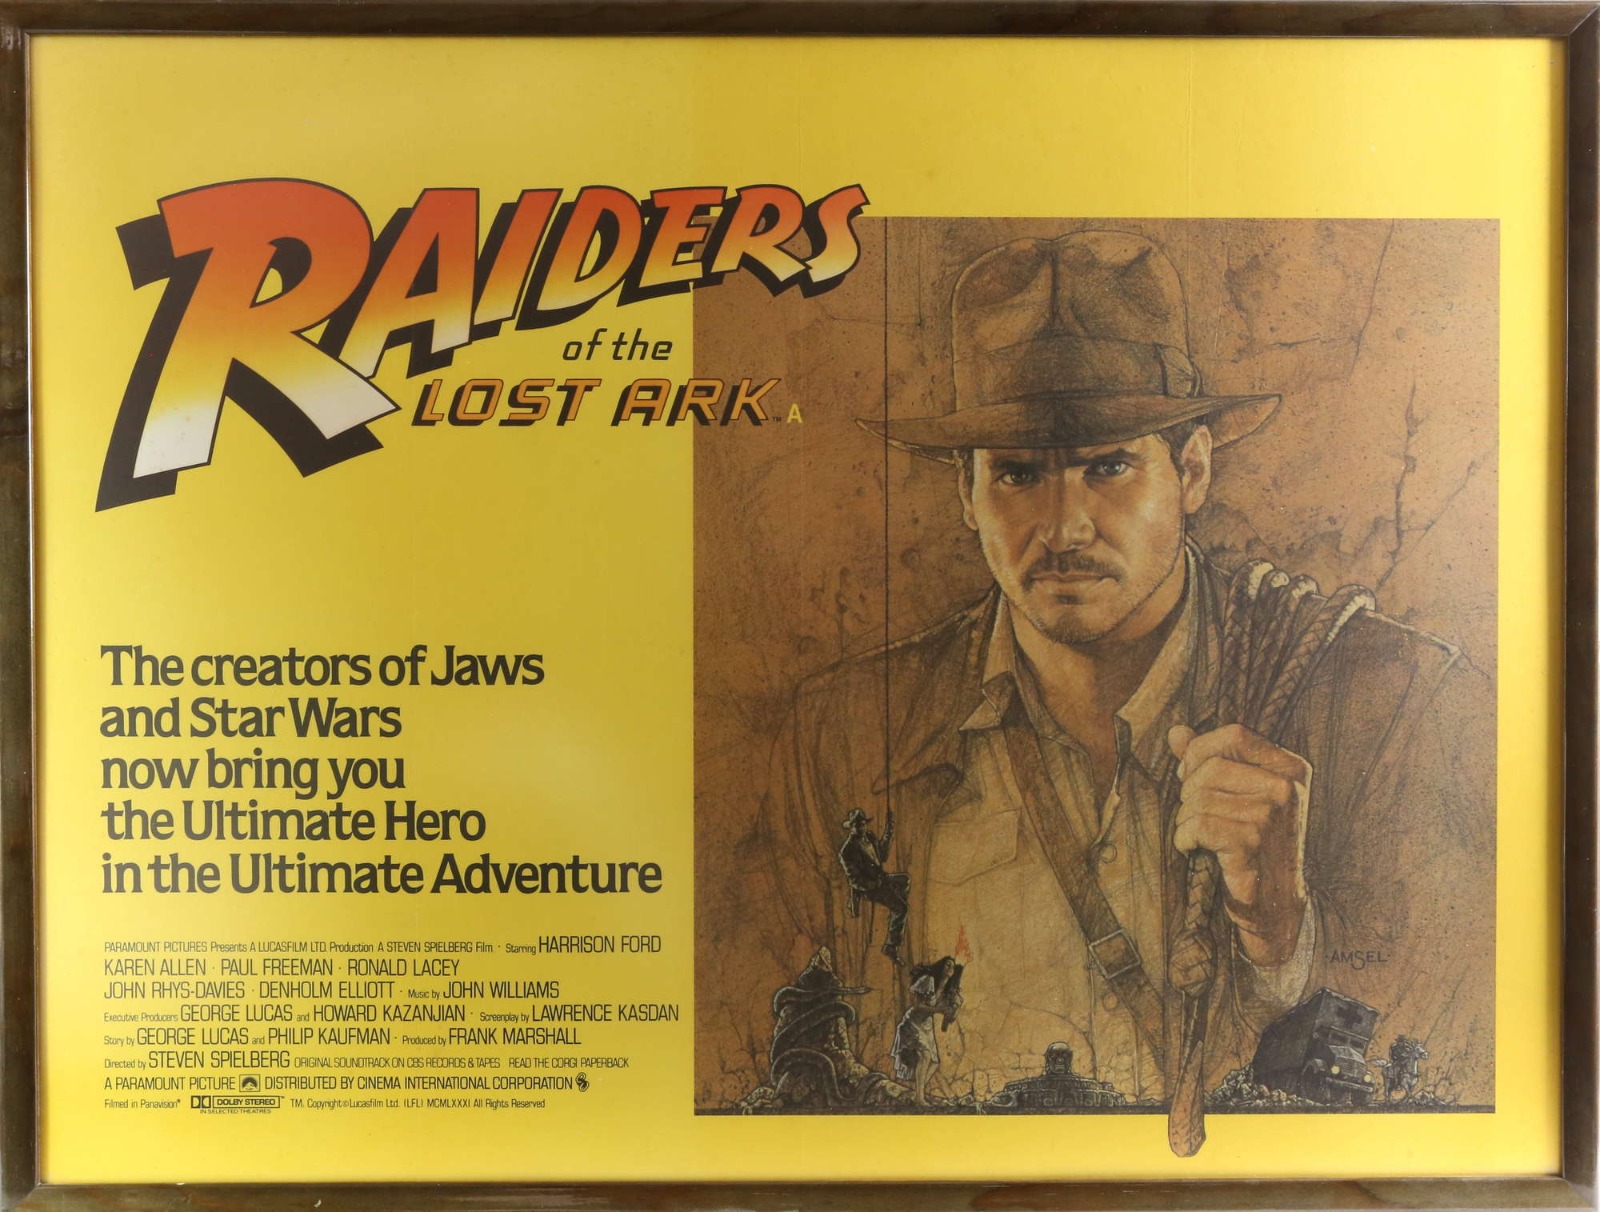 RAIDERS
of the
LOST ARK™ A
The creators of Jaws
and Star Wars
now bring you
the Ultimate Hero
in the Ultimate Adventure
PARAMOUNT PICTURES Presents A LUCASFILM LTD. Production A STEVEN SPIELBERG Film · Starring HARRISON FORD
KAREN ALLEN · PAUL FREEMAN · RONALD LACEY
JOHN RHYS-DAVIES · DENHOLM ELLIOTT · Music by JOHN WILLIAMS
Executive Producers GEORGE LUCAS and HOWARD KAZANJIAN · Screenplay by LAWRENCE KASDAN
Story by GEORGE LUCAS and PHILIP KAUFMAN · Produced by FRANK MARSHALL
Directed by STEVEN SPIELBERG ORIGINAL SOUNDTRACK ON CBS RECORDS & TAPES READ THE CORGI PAPERBACK
A PARAMOUNT PICTURE DISTRIBUTED BY CINEMA INTERNATIONAL CORPORATION
Filmed in Panavision® DOLBY STEREO™ TM, Copyright © Lucasfilm Ltd. (LFL) MCMLXXXI All Rights Reserved
IN SELECTED THEATRES
·AMSEL·